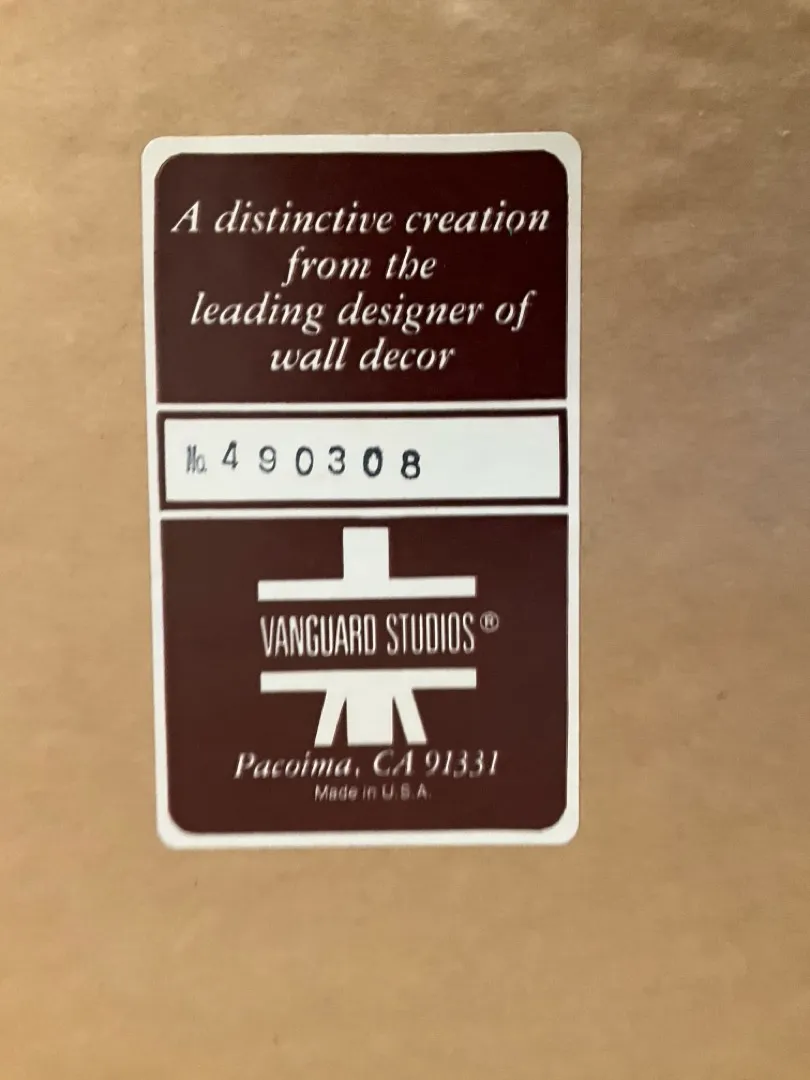 A distinctive creation
from the
leading designer of
wall decor
No. 490308
VANGUARD STUDIOS®
Pacoima, CA 91331
Made in U.S.A.